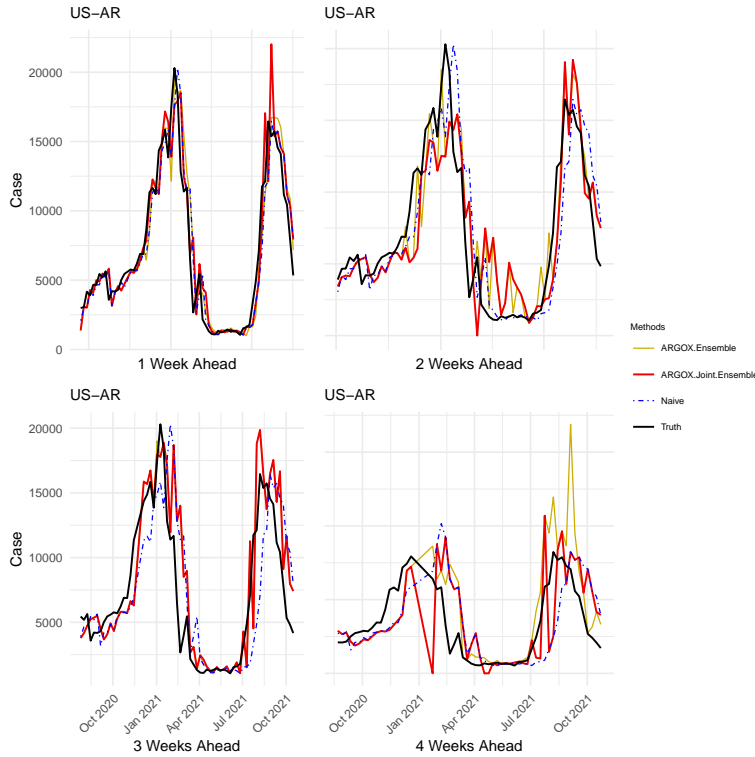 US−AR
US−AR
20000
15000
10000
5000
0
Case
1 Week Ahead
2 Weeks Ahead
Methods
ARGOX.Ensemble
ARGOX.Joint.Ensemble
Naive
Truth
US−AR
US−AR
20000
15000
10000
5000
Case
Oct 2020
Jan 2021
Apr 2021
Jul 2021
Oct 2021
Oct 2020
Jan 2021
Apr 2021
Jul 2021
Oct 2021
3 Weeks Ahead
4 Weeks Ahead